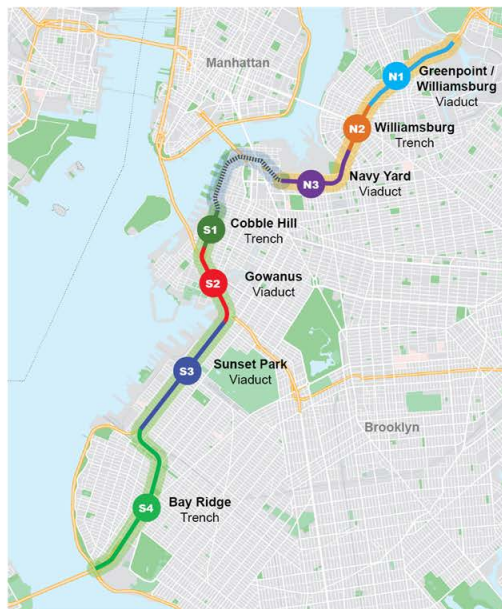 Manhattan
N1
Greenpoint /
Williamsburg
Viaduct
N2
Williamsburg
Trench
N3
Navy Yard
Viaduct
S1
Cobble Hill
Trench
S2
Gowanus
Viaduct
S3
Sunset Park
Viaduct
Brooklyn
S4
Bay Ridge
Trench